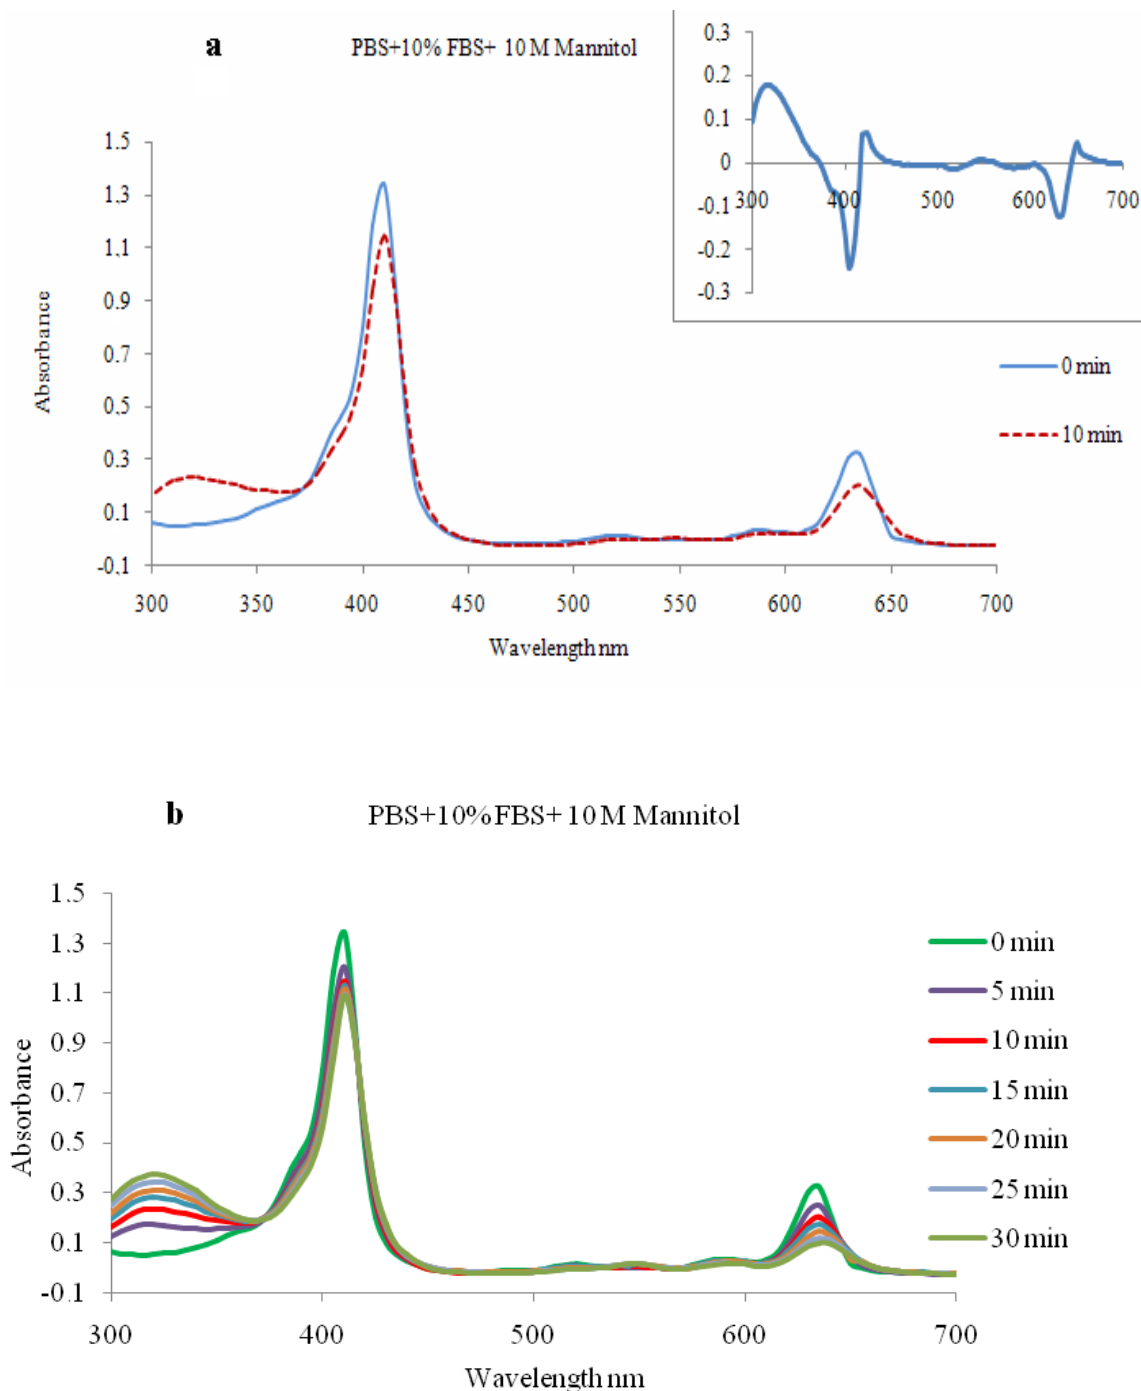 a
PBS+10% FBS+ 10 M Mannitol
0.3
0.2
0.1
0
-0.1
-0.2
-0.3
300 400 500 600 700
1.5
1.3
1.1
0.9
0.7
0.5
0.3
0.1
-0.1
Absorbance
300 350 400 450 500 550 600 650 700
Wavelength nm
0 min
10 min
b
PBS+10% FBS+ 10 M Mannitol
1.5
1.3
1.1
0.9
0.7
0.5
0.3
0.1
-0.1
Absorbance
300 400 500 600 700
Wavelength nm
0 min
5 min
10 min
15 min
20 min
25 min
30 min